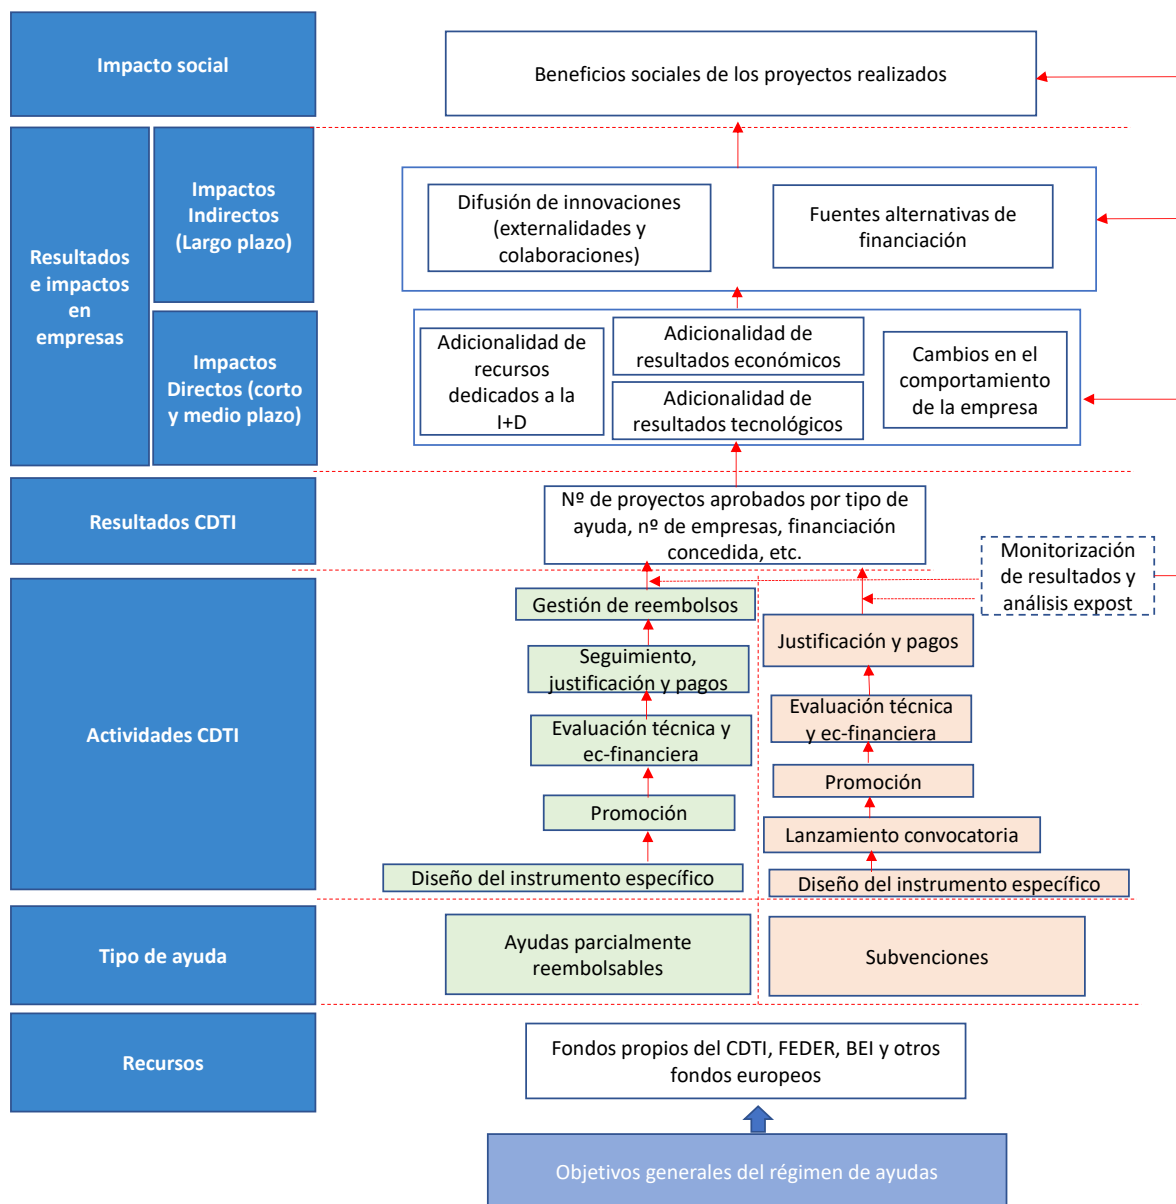 Impacto social
Beneficios sociales de los proyectos realizados
Resultados
e impactos
en
empresas
Impactos
Indirectos
(Largo plazo)
Difusión de innovaciones
(externalidades y
colaboraciones)
Fuentes alternativas de
financiación
Impactos
Directos (corto
y medio plazo)
Adicionalidad de
recursos
dedicados a la
I+D
Adicionalidad de
resultados económicos
Adicionalidad de
resultados tecnológicos
Cambios en el
comportamiento
de la empresa
Resultados CDTI
Nº de proyectos aprobados por tipo de
ayuda, nº de empresas, financiación
concedida, etc.
Monitorización
de resultados y
análisis expost
Actividades CDTI
Gestión de reembolsos
Seguimiento,
justificación y pagos
Evaluación técnica y
ec-financiera
Promoción
Diseño del instrumento específico
Justificación y pagos
Evaluación técnica
y ec-financiera
Promoción
Lanzamiento convocatoria
Diseño del instrumento específico
Tipo de ayuda
Ayudas parcialmente
reembolsables
Subvenciones
Recursos
Fondos propios del CDTI, FEDER, BEI y otros
fondos europeos
Objetivos generales del régimen de ayudas